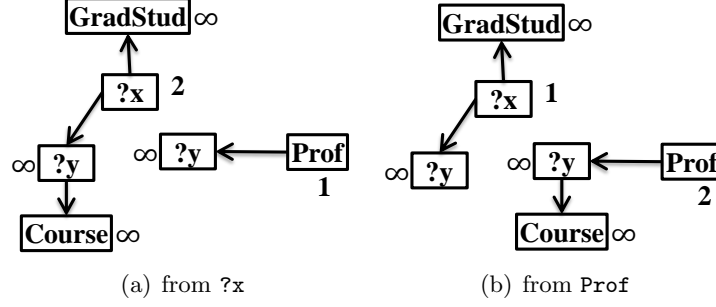 GradStud ∞
?x 2
∞ ?y
∞ ?y
Prof
1
Course ∞
(a) from ?x
GradStud ∞
?x 1
∞ ?y
∞ ?y
Prof
2
Course ∞
(b) from Prof